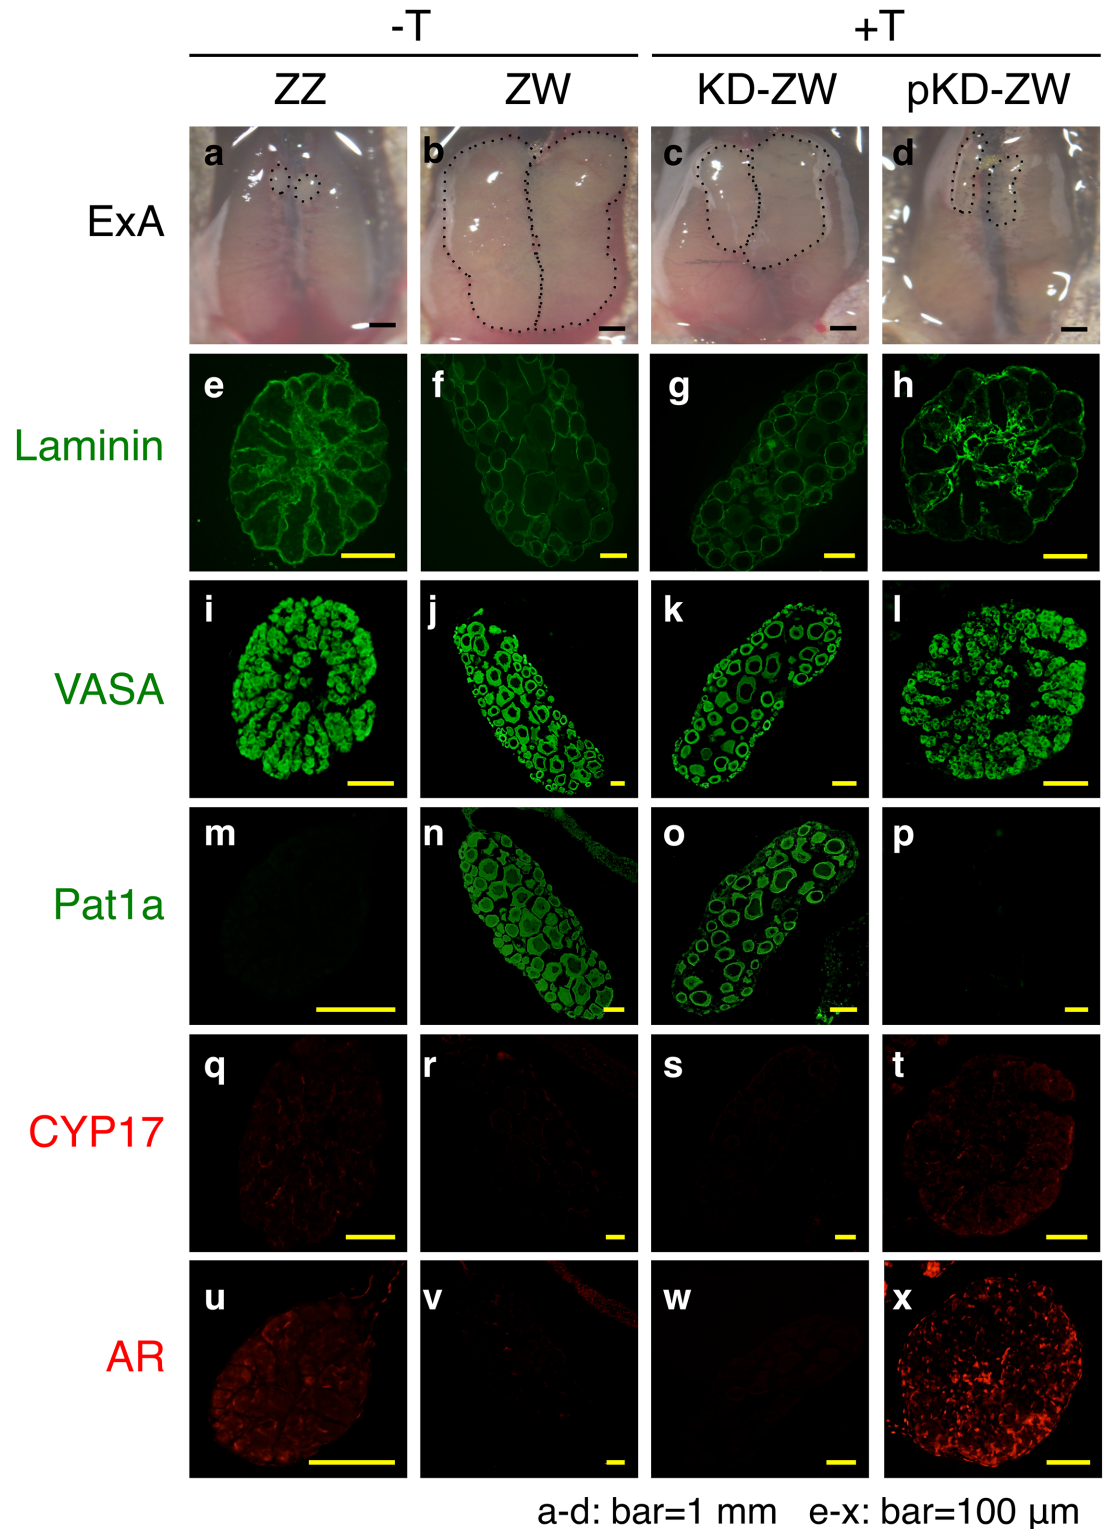 -T +T
ZZ ZW KD-ZW pKD-ZW
ExA a b c d
Laminin e f g h
VASA i j k l
Pat1a m n o p
CYP17 q r s t
AR u v w x
a-d: bar=1 mm e-x: bar=100 µm